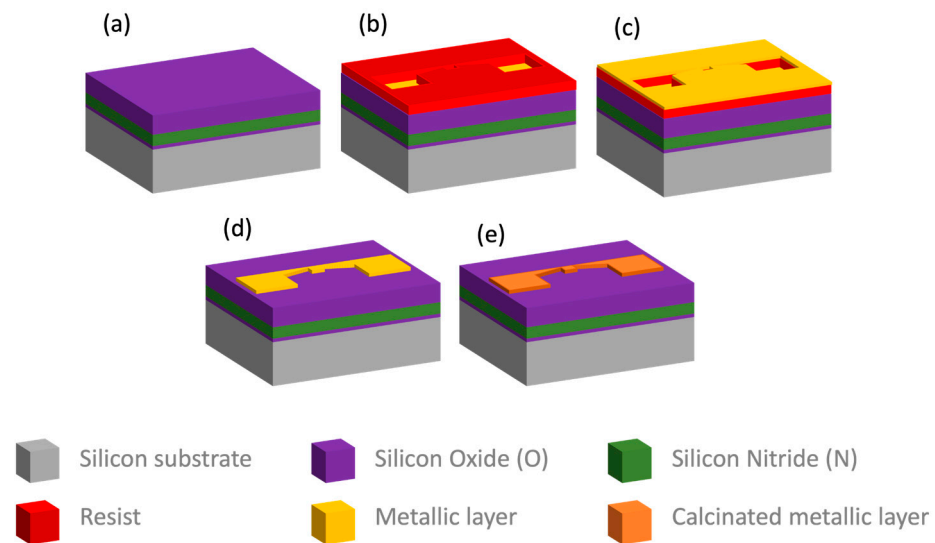 (a)
(b)
(c)
(d)
(e)
Silicon substrate
Silicon Oxide (O)
Silicon Nitride (N)
Resist
Metallic layer
Calcinated metallic layer